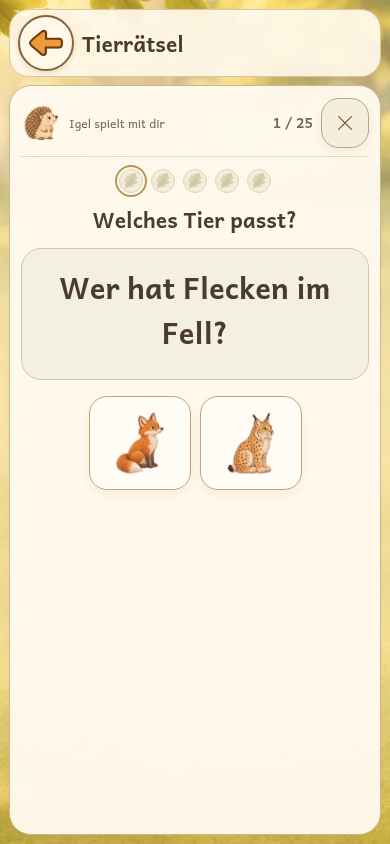 Tierrätsel
Igel spielt mit dir
1 / 25
Welches Tier passt?
Wer hat Flecken im
Fell?